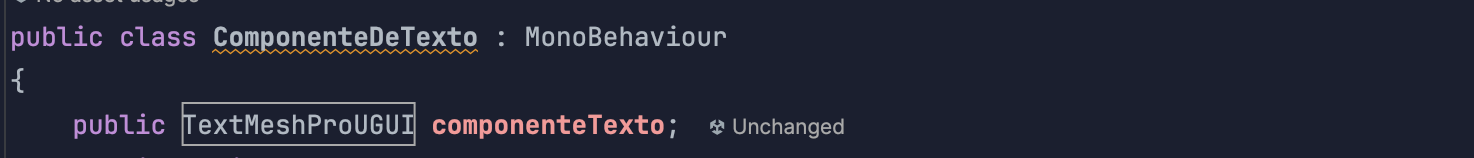 No asset usages
public class ComponenteDeTexto : MonoBehaviour
{
public TextMeshProUGUI componenteTexto; Unchanged